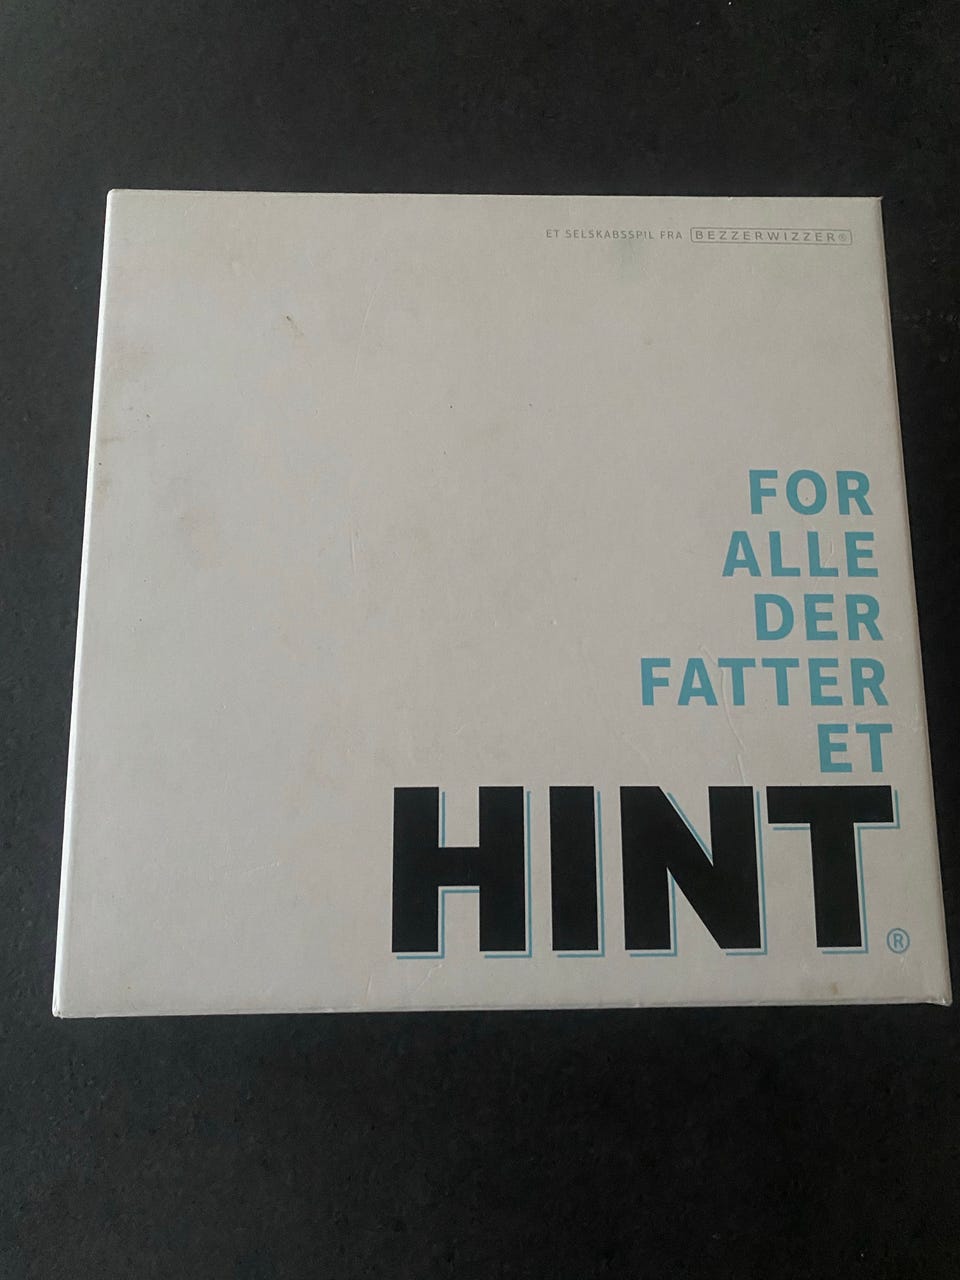 ET SELSKABSSPIL FRA BEZZERWIZZER®
FOR
ALLE
DER
FATTER
ET
HINT®